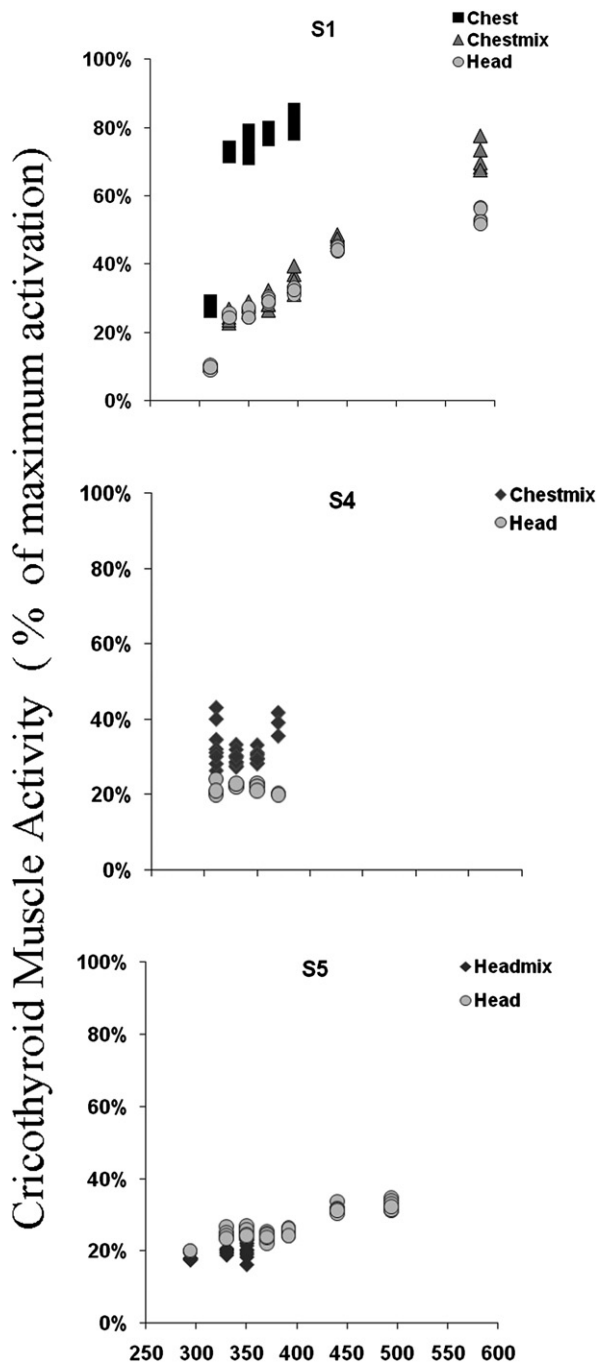 Cricothyroid Muscle Activity ( % of maximum activation)
S1
Chest
Chestmix
Head
100%
80%
60%
40%
20%
0%
S4
Chestmix
Head
100%
80%
60%
40%
20%
0%
S5
Headmix
Head
100%
80%
60%
40%
20%
0%
250 300 350 400 450 500 550 600